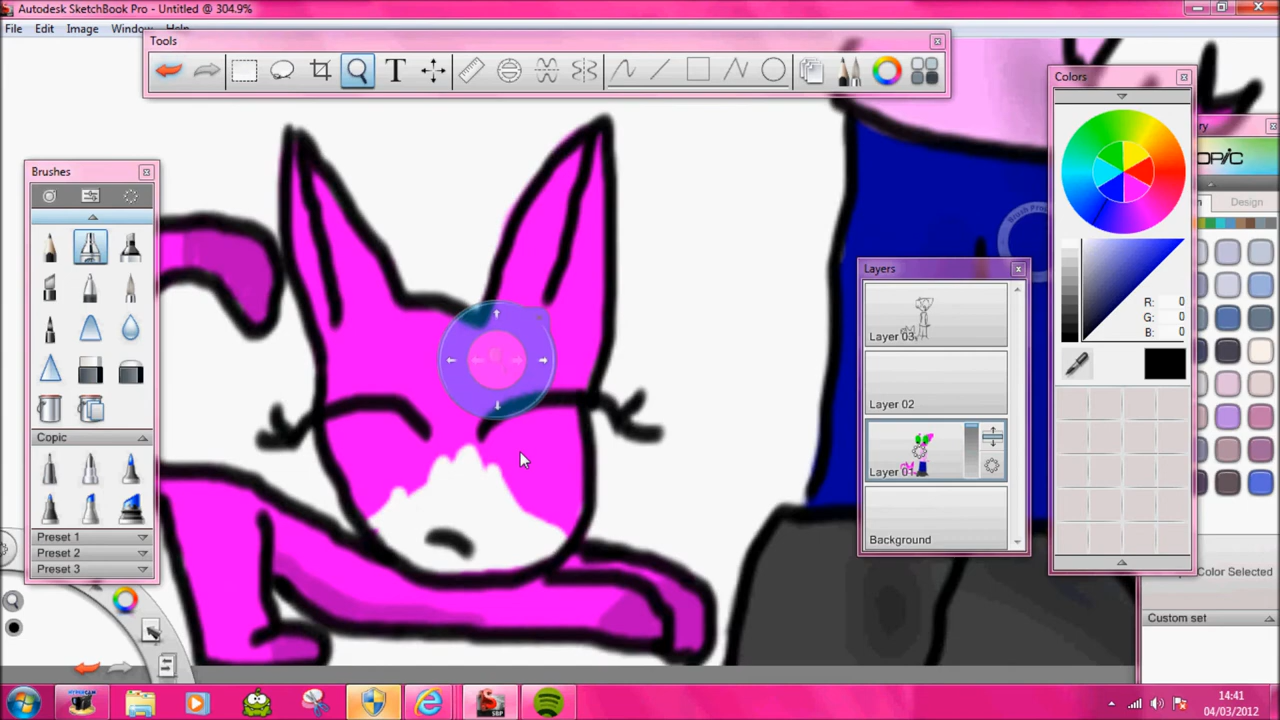 Autodesk SketchBook Pro - Untitled @ 304.9%
File Edit Image Window Help
Tools
T
Brushes
Copic
Preset 1
Preset 2
Preset 3
Layers
Layer 03
Layer 02
Layer 01
Background
Colors
R: 0
G: 0
B: 0
Design
Color Selected
Custom set
SBP
14:41
04/03/2012